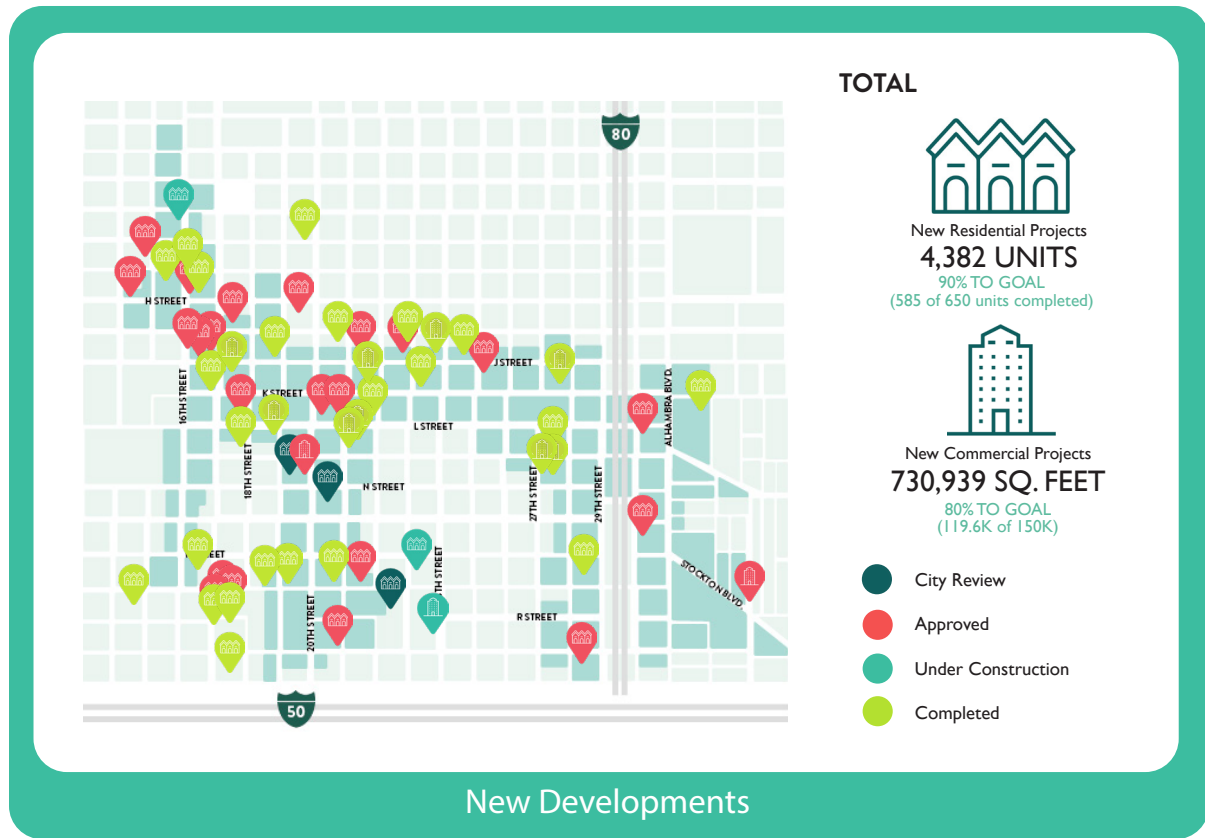 TOTAL
80
New Residential Projects
4,382 UNITS
90% TO GOAL
(585 of 650 units completed)
H STREET
J STREET
K STREET
16TH STREET
ALHAMBRA BLVD.
L STREET
18TH STREET
N STREET
27TH STREET
29TH STREET
New Commercial Projects
730,939 SQ. FEET
80% TO GOAL
(119.6K of 150K)
STREET
TH STREET
STOCKTON BLVD.
20TH STREET
R STREET
City Review
Approved
Under Construction
Completed
50
New Developments